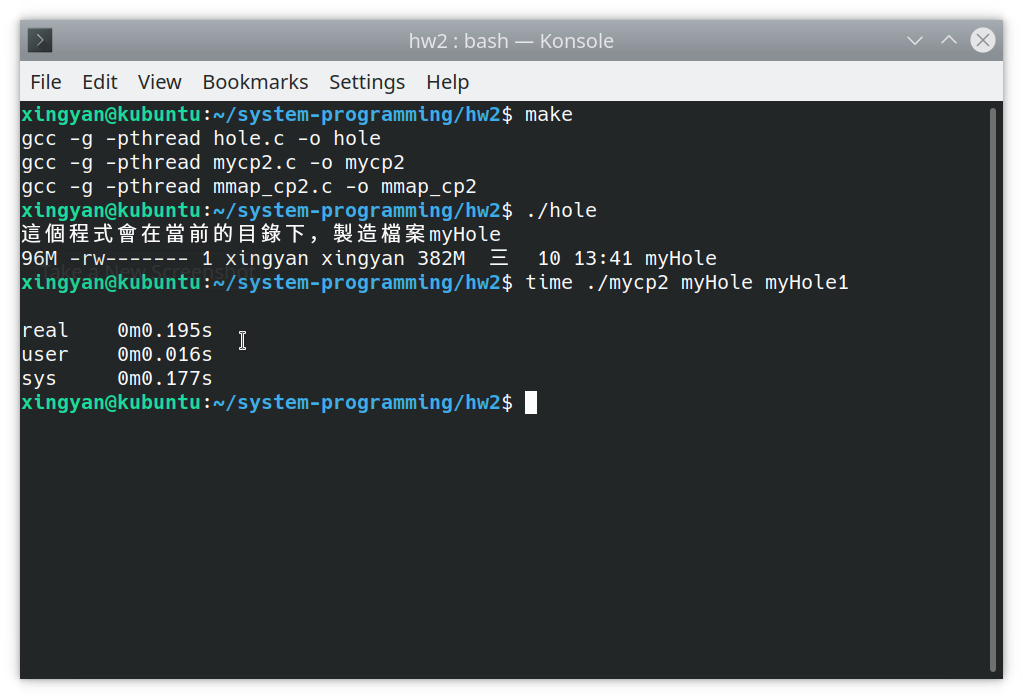 hw2 : bash — Konsole
File Edit View Bookmarks Settings Help
xingyan@kubuntu:~/system-programming/hw2$ make
gcc -g -pthread hole.c -o hole
gcc -g -pthread mycp2.c -o mycp2
gcc -g -pthread mmap_cp2.c -o mmap_cp2
xingyan@kubuntu:~/system-programming/hw2$ ./hole
這個程式會在當前的目錄下，製造檔案myHole
96M -rw------- 1 xingyan xingyan 382M 三 10 13:41 myHole
Take a New Screenshot
xingyan@kubuntu:~/system-programming/hw2$ time ./mycp2 myHole myHole1
real 0m0.195s
user 0m0.016s
sys 0m0.177s
xingyan@kubuntu:~/system-programming/hw2$